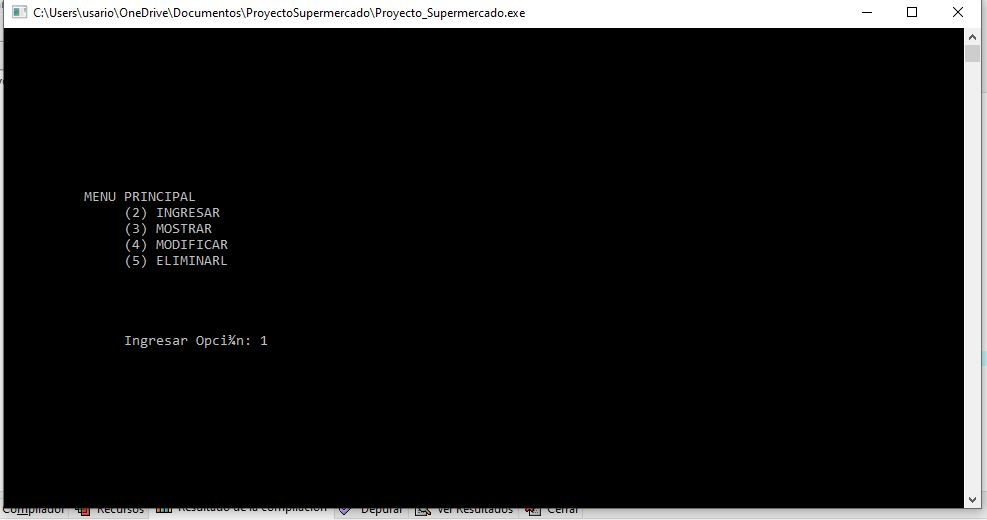 C:\Users\usario\OneDrive\Documentos\ProyectoSupermercado\Proyecto_Supermercado.exe
MENU PRINCIPAL
(2) INGRESAR
(3) MOSTRAR
(4) MODIFICAR
(5) ELIMINARL
Ingresar Opci¾n: 1
Compilador Recursos Resultado de la compilación Depurar Ver Resultados Cerrar